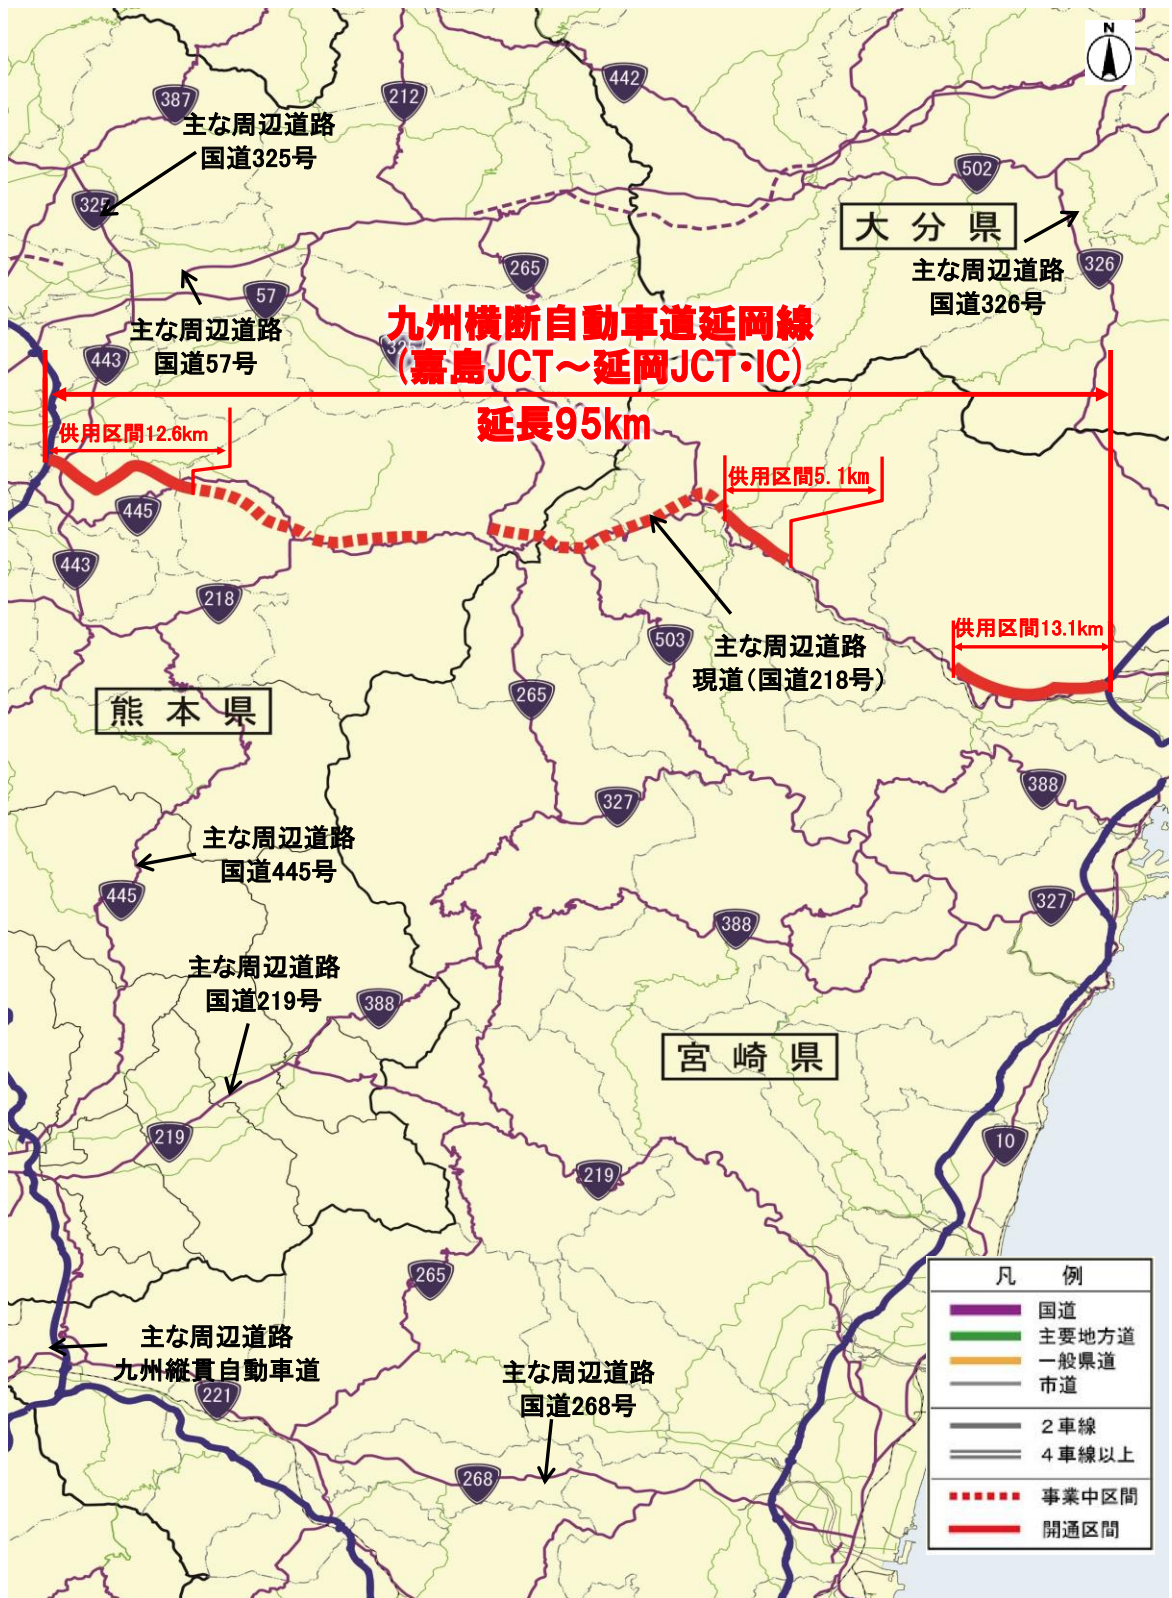 N
442
387
212
主な周辺道路
国道325号
502
325
大分県
265
326
主な周辺道路
国道326号
57
主な周辺道路
国道57号
九州横断自動車道延岡線
(嘉島JCT～延岡JCT・IC)
443
延長95km
供用区間12.6km
供用区間5.1km
445
443
218
503
供用区間13.1km
主な周辺道路
現道(国道218号)
265
熊本県
388
327
主な周辺道路
国道445号
445
327
388
主な周辺道路
国道219号
388
宮崎県
219
10
219
265
凡例
国道
主要地方道
一般県道
市道
2車線
4車線以上
事業中区間
開通区間
主な周辺道路
九州縦貫自動車道
221
主な周辺道路
国道268号
268